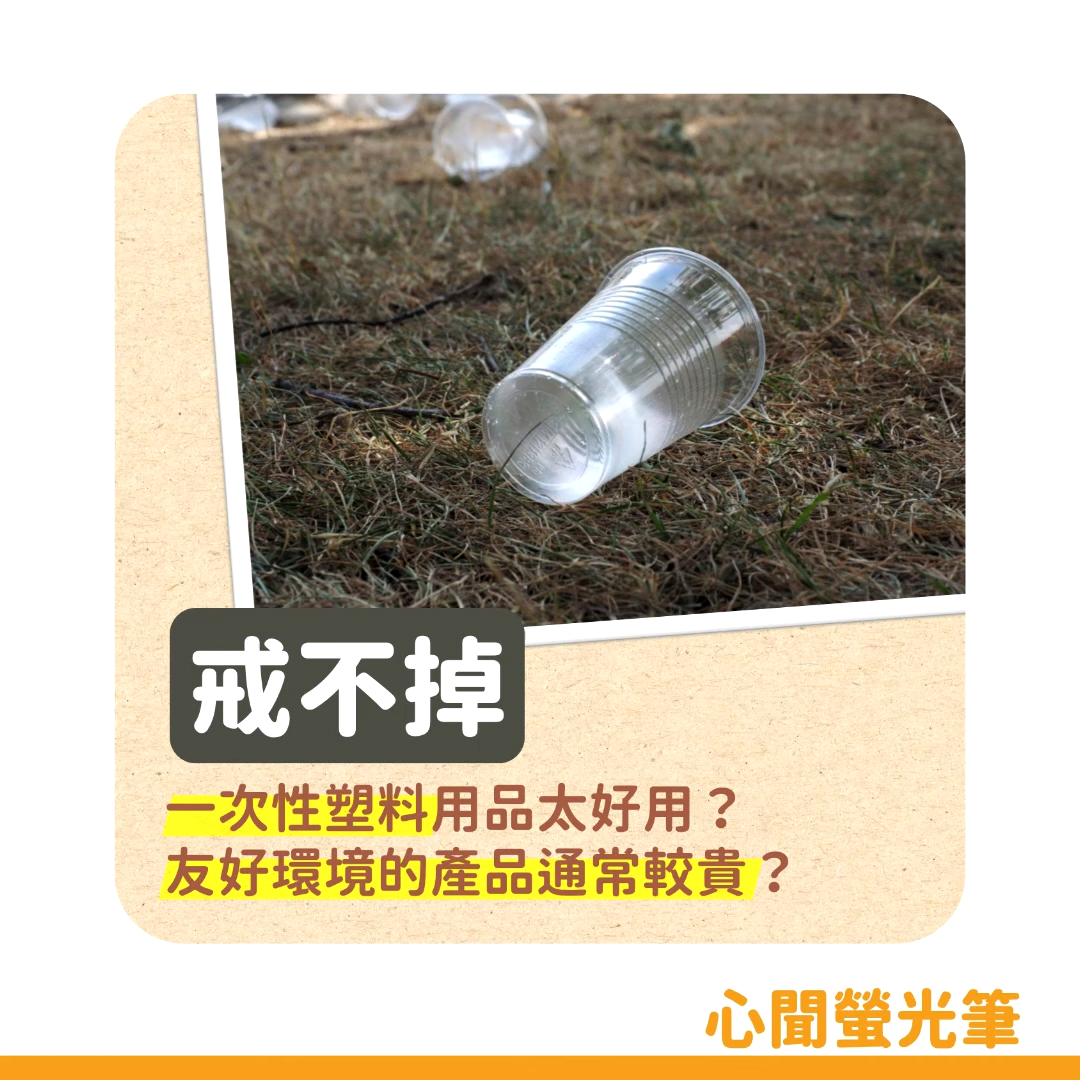 戒不掉
一次性塑料用品太好用？
友好環境的產品通常較貴？
心聞螢光筆